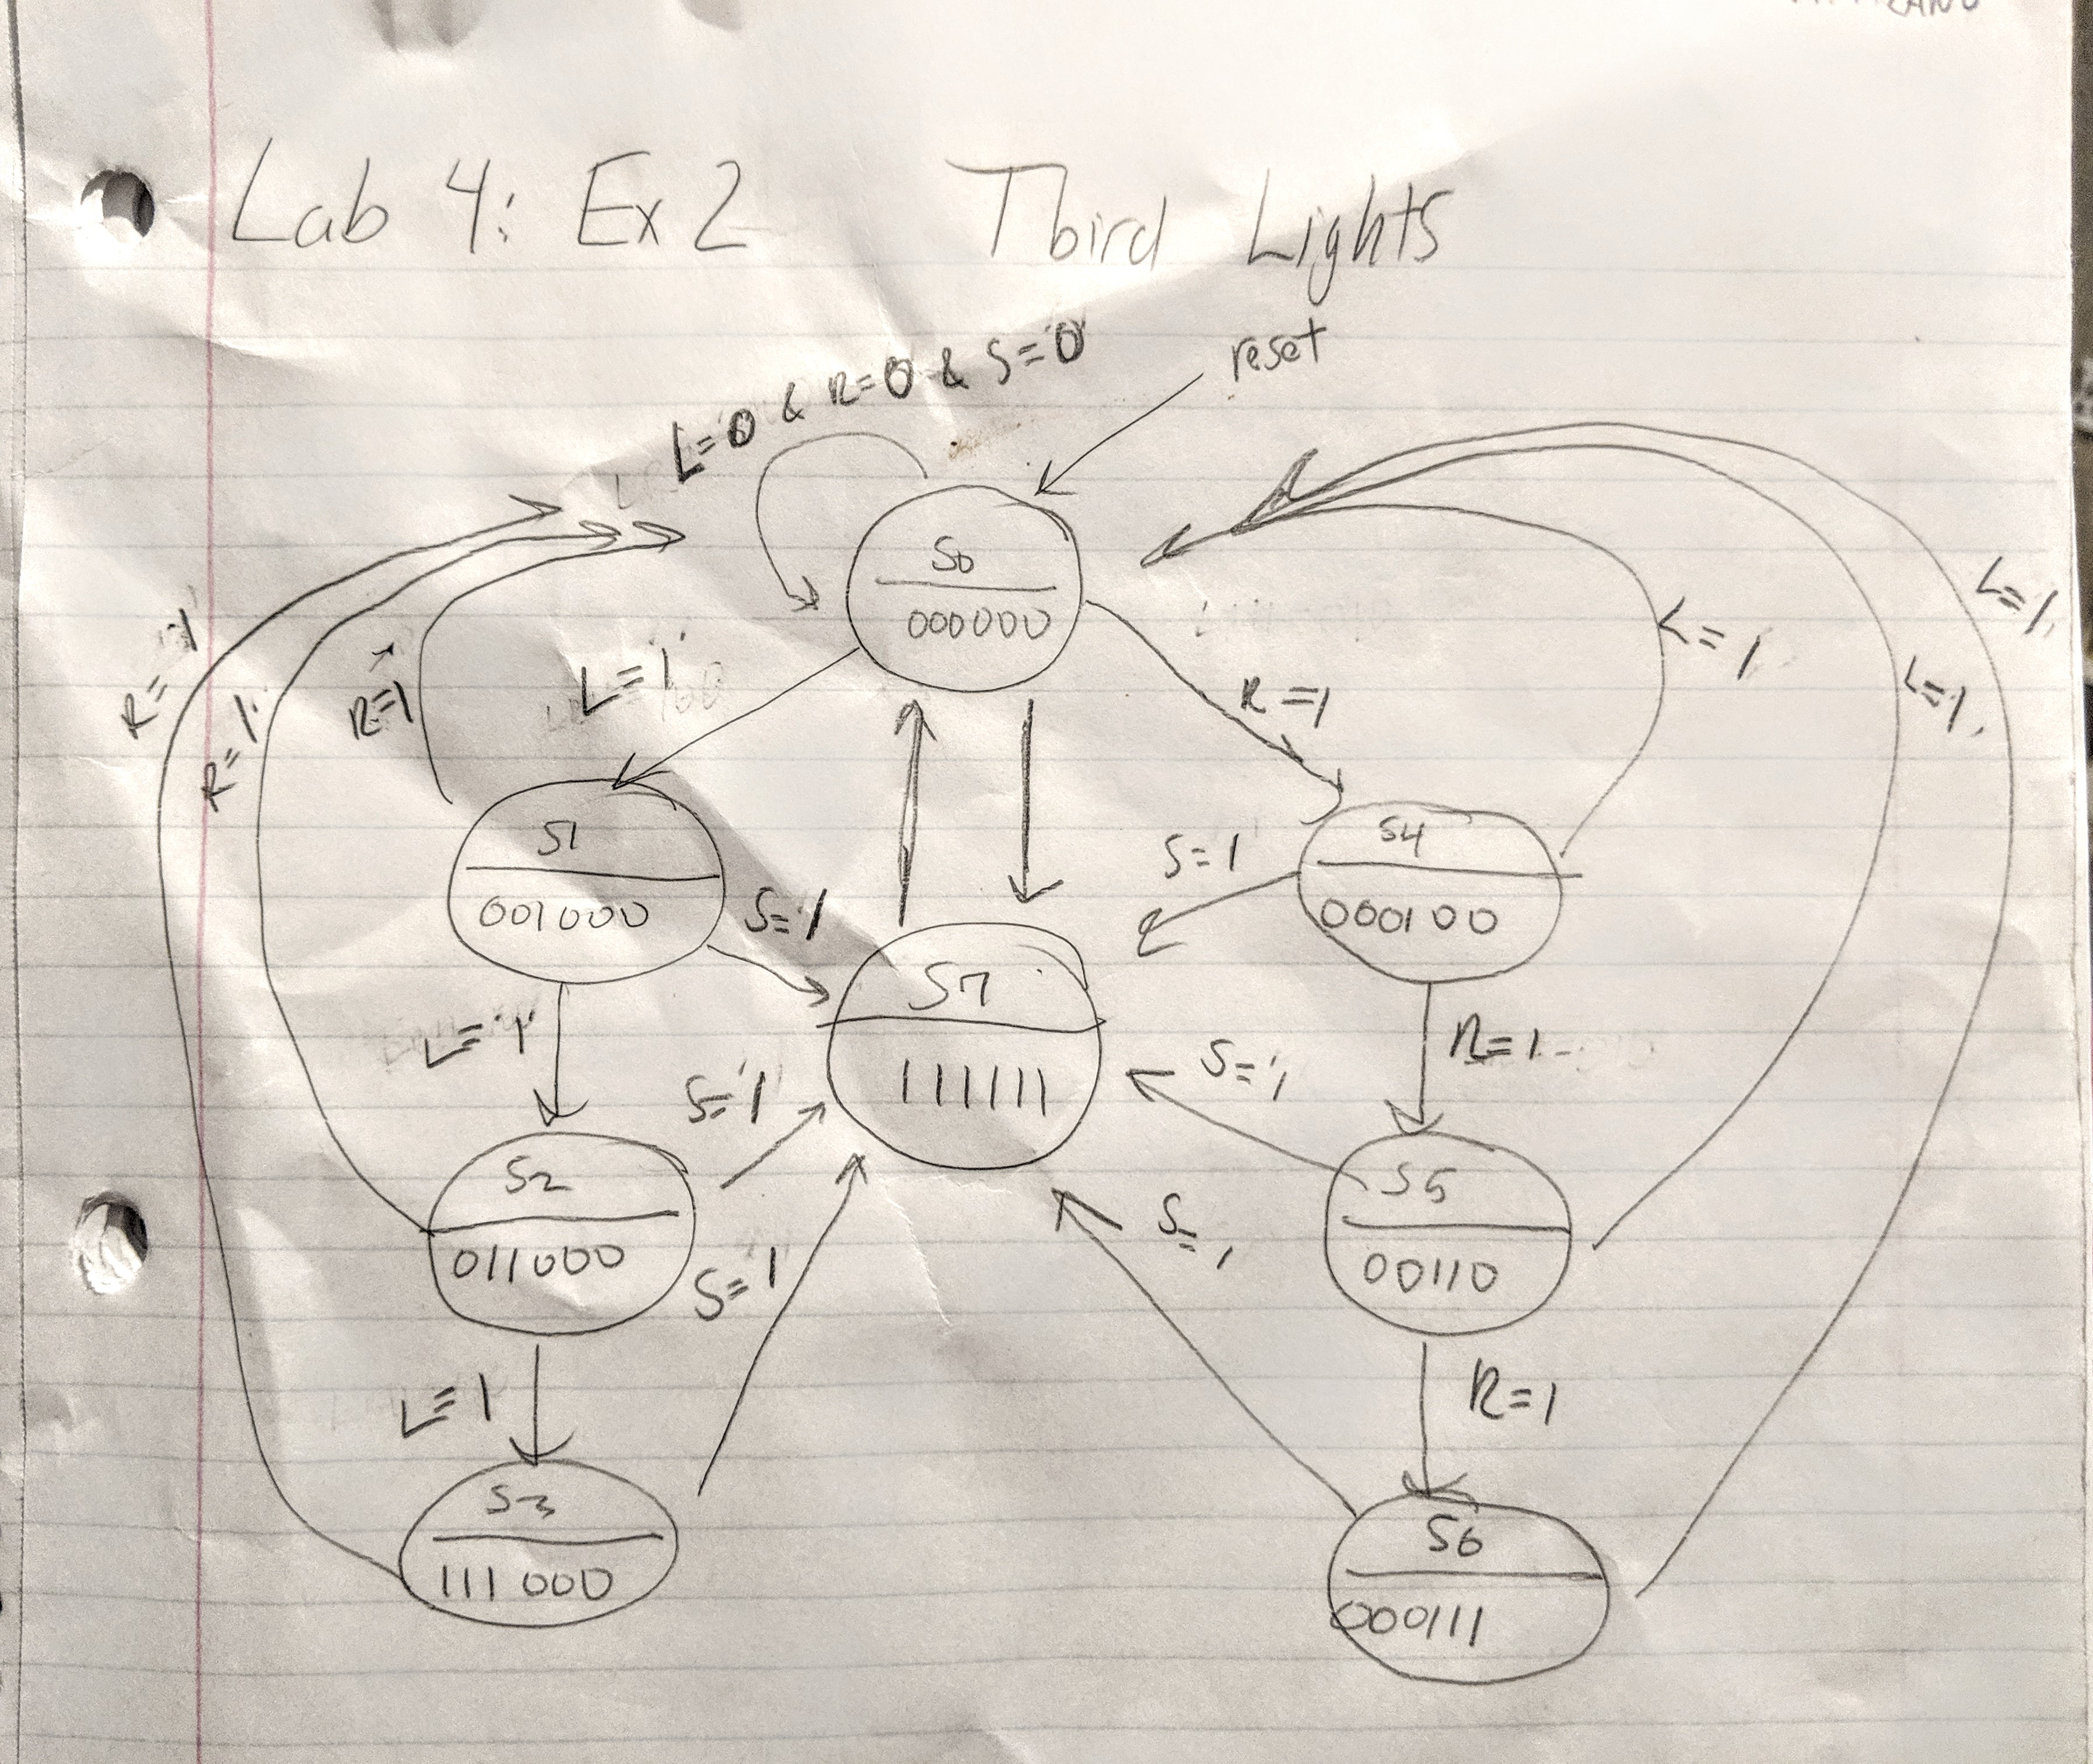 Lab 4: Ex 2 Tbird Lights
reset
L=0 & R=0 & S=0
S0
000000
L=1
R=1
R=1
R=1
R=1
L=1
L=1
L=1
S1
001000
S=1
S=1
S4
000100
S7
111111
L=1
R=1
S=1
S=1
S2
011000
S5
00110
S=1
S=1
L=1
R=1
S3
111000
S6
000111